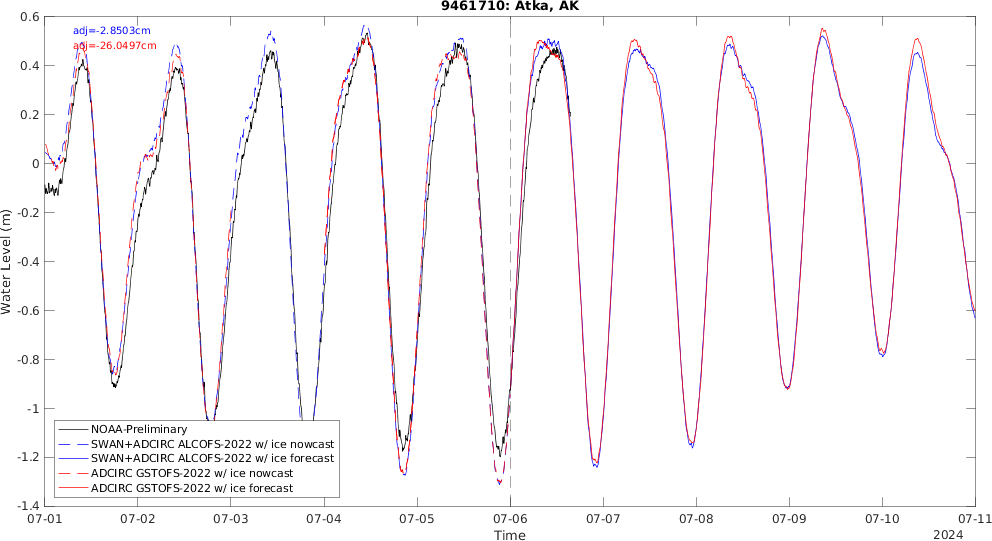 9461710: Atka, AK
adj=-2.8503cm
adj=-26.0497cm
Water Level (m)
0.6
0.4
0.2
0
-0.2
-0.4
-0.6
-0.8
-1
-1.2
-1.4
NOAA-Preliminary
SWAN+ADCIRC ALCOFS-2022 w/ ice nowcast
SWAN+ADCIRC ALCOFS-2022 w/ ice forecast
ADCIRC GSTOFS-2022 w/ ice nowcast
ADCIRC GSTOFS-2022 w/ ice forecast
07-01 07-02 07-03 07-04 07-05 07-06 07-07 07-08 07-09 07-10 07-11
Time
2024